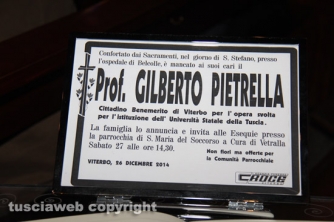 Confortato dai Sacramenti, nel giorno di S. Stefano, presso
l'ospedale di Belcolle, è mancato ai suoi cari il
Prof. GILBERTO PIETRELLA
Cittadino Benemerito di Viterbo per l'opera svolta
per l'istituzione dell' Università Statale della Tuscia.
La famiglia lo annuncia e invita alle Esequie presso
la parrocchia di S. Maria del Soccorso a Cura di Vetralla
Sabato 27 alle ore 14,30.
Non fiori ma offerte per
la Comunità Parrocchiale
VITERBO, 26 DICEMBRE 2014
CROCE
tusciaweb copyright